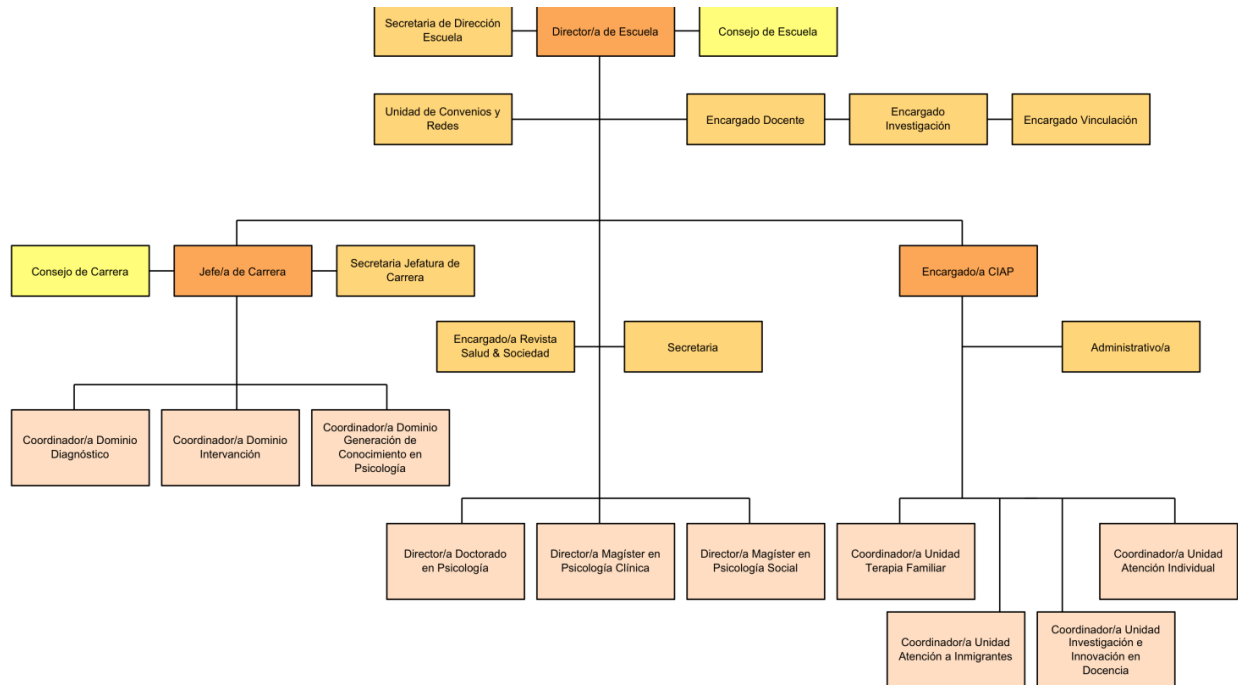 Secretaria de Dirección
Escuela
Director/a de Escuela
Consejo de Escuela
Unidad de Convenios y
Redes
Encargado Docente
Encargado
Investigación
Encargado Vinculación
Consejo de Carrera
Jefe/a de Carrera
Secretaria Jefatura de
Carrera
Encargado/a CIAP
Encargado/a Revista
Salud & Sociedad
Secretaria
Administrativo/a
Coordinador/a Dominio
Diagnóstico
Coordinador/a Dominio
Intervanción
Coordinador/a Dominio
Generación de
Conocimiento en
Psicología
Director/a Doctorado
en Psicología
Director/a Magíster en
Psicología Clínica
Director/a Magíster en
Psicología Social
Coordinador/a Unidad
Terapia Familiar
Coordinador/a Unidad
Atención Individual
Coordinador/a Unidad
Atención a Inmigrantes
Coordinador/a Unidad
Investigación e
Innovación en
Docencia